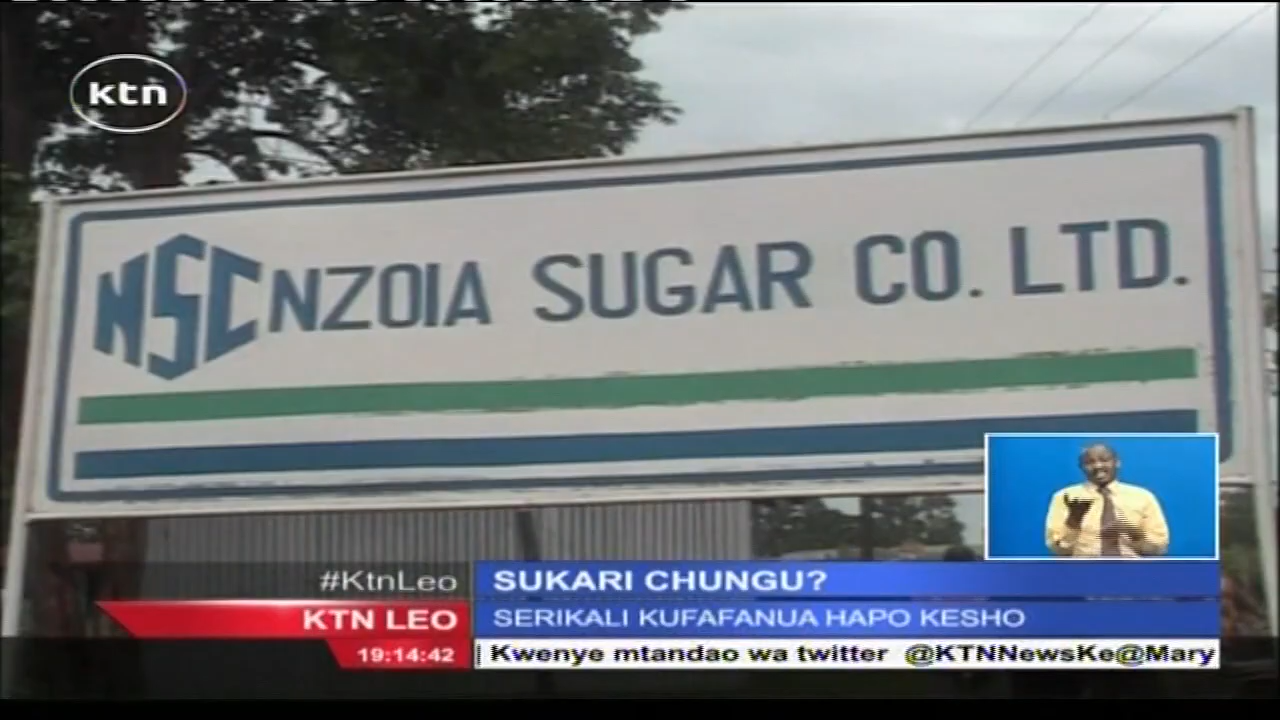 ktn
NSC NZOIA SUGAR CO. LTD.
#KtnLeo
SUKARI CHUNGU?
KTN LEO
SERIKALI KUFAFANUA HAPO KESHO
19:14:42
Kwenye mtandao wa twitter @KTNNewsKe@Mary